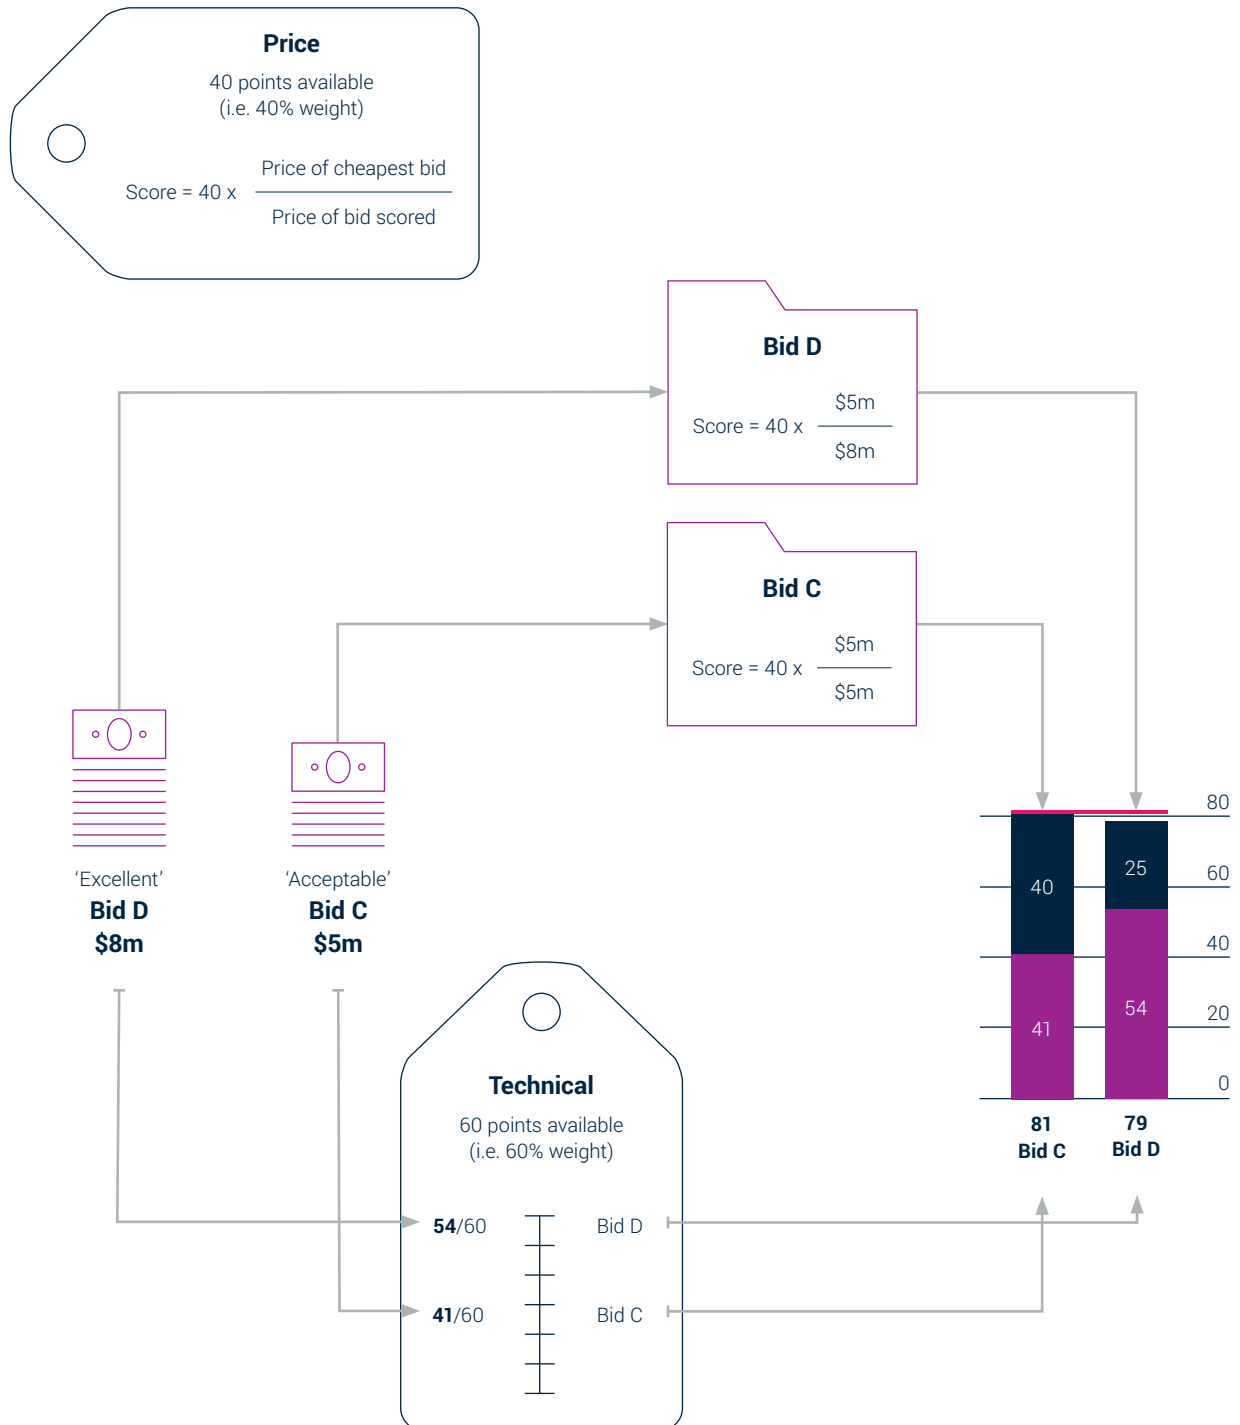 Price
40 points available
(i.e. 40% weight)
Score = 40 x
Price of cheapest bid
Price of bid scored
Bid D
Score = 40 x
$5m
$8m
Bid C
Score = 40 x
$5m
$5m
'Excellent'
Bid D
$8m
'Acceptable'
Bid C
$5m
80
60
40
20
0
40
41
25
54
81
Bid C
79
Bid D
Technical
60 points available
(i.e. 60% weight)
54/60
Bid D
41/60
Bid C